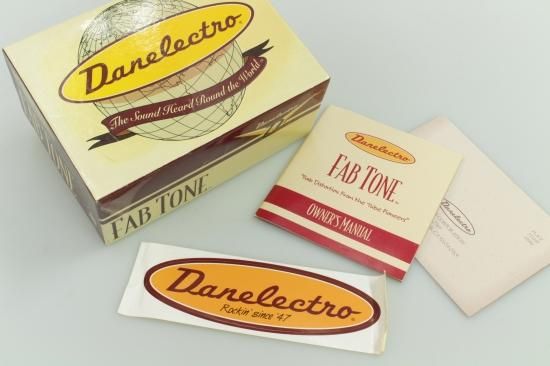 Danelectro
The Sound Heard Round the World
FAB TONE
Danelectro
FAB TONE
"Fab Distortion From the Tone Pioneers"
OWNER'S MANUAL
Danelectro
Danelectro
Rockin' since '47